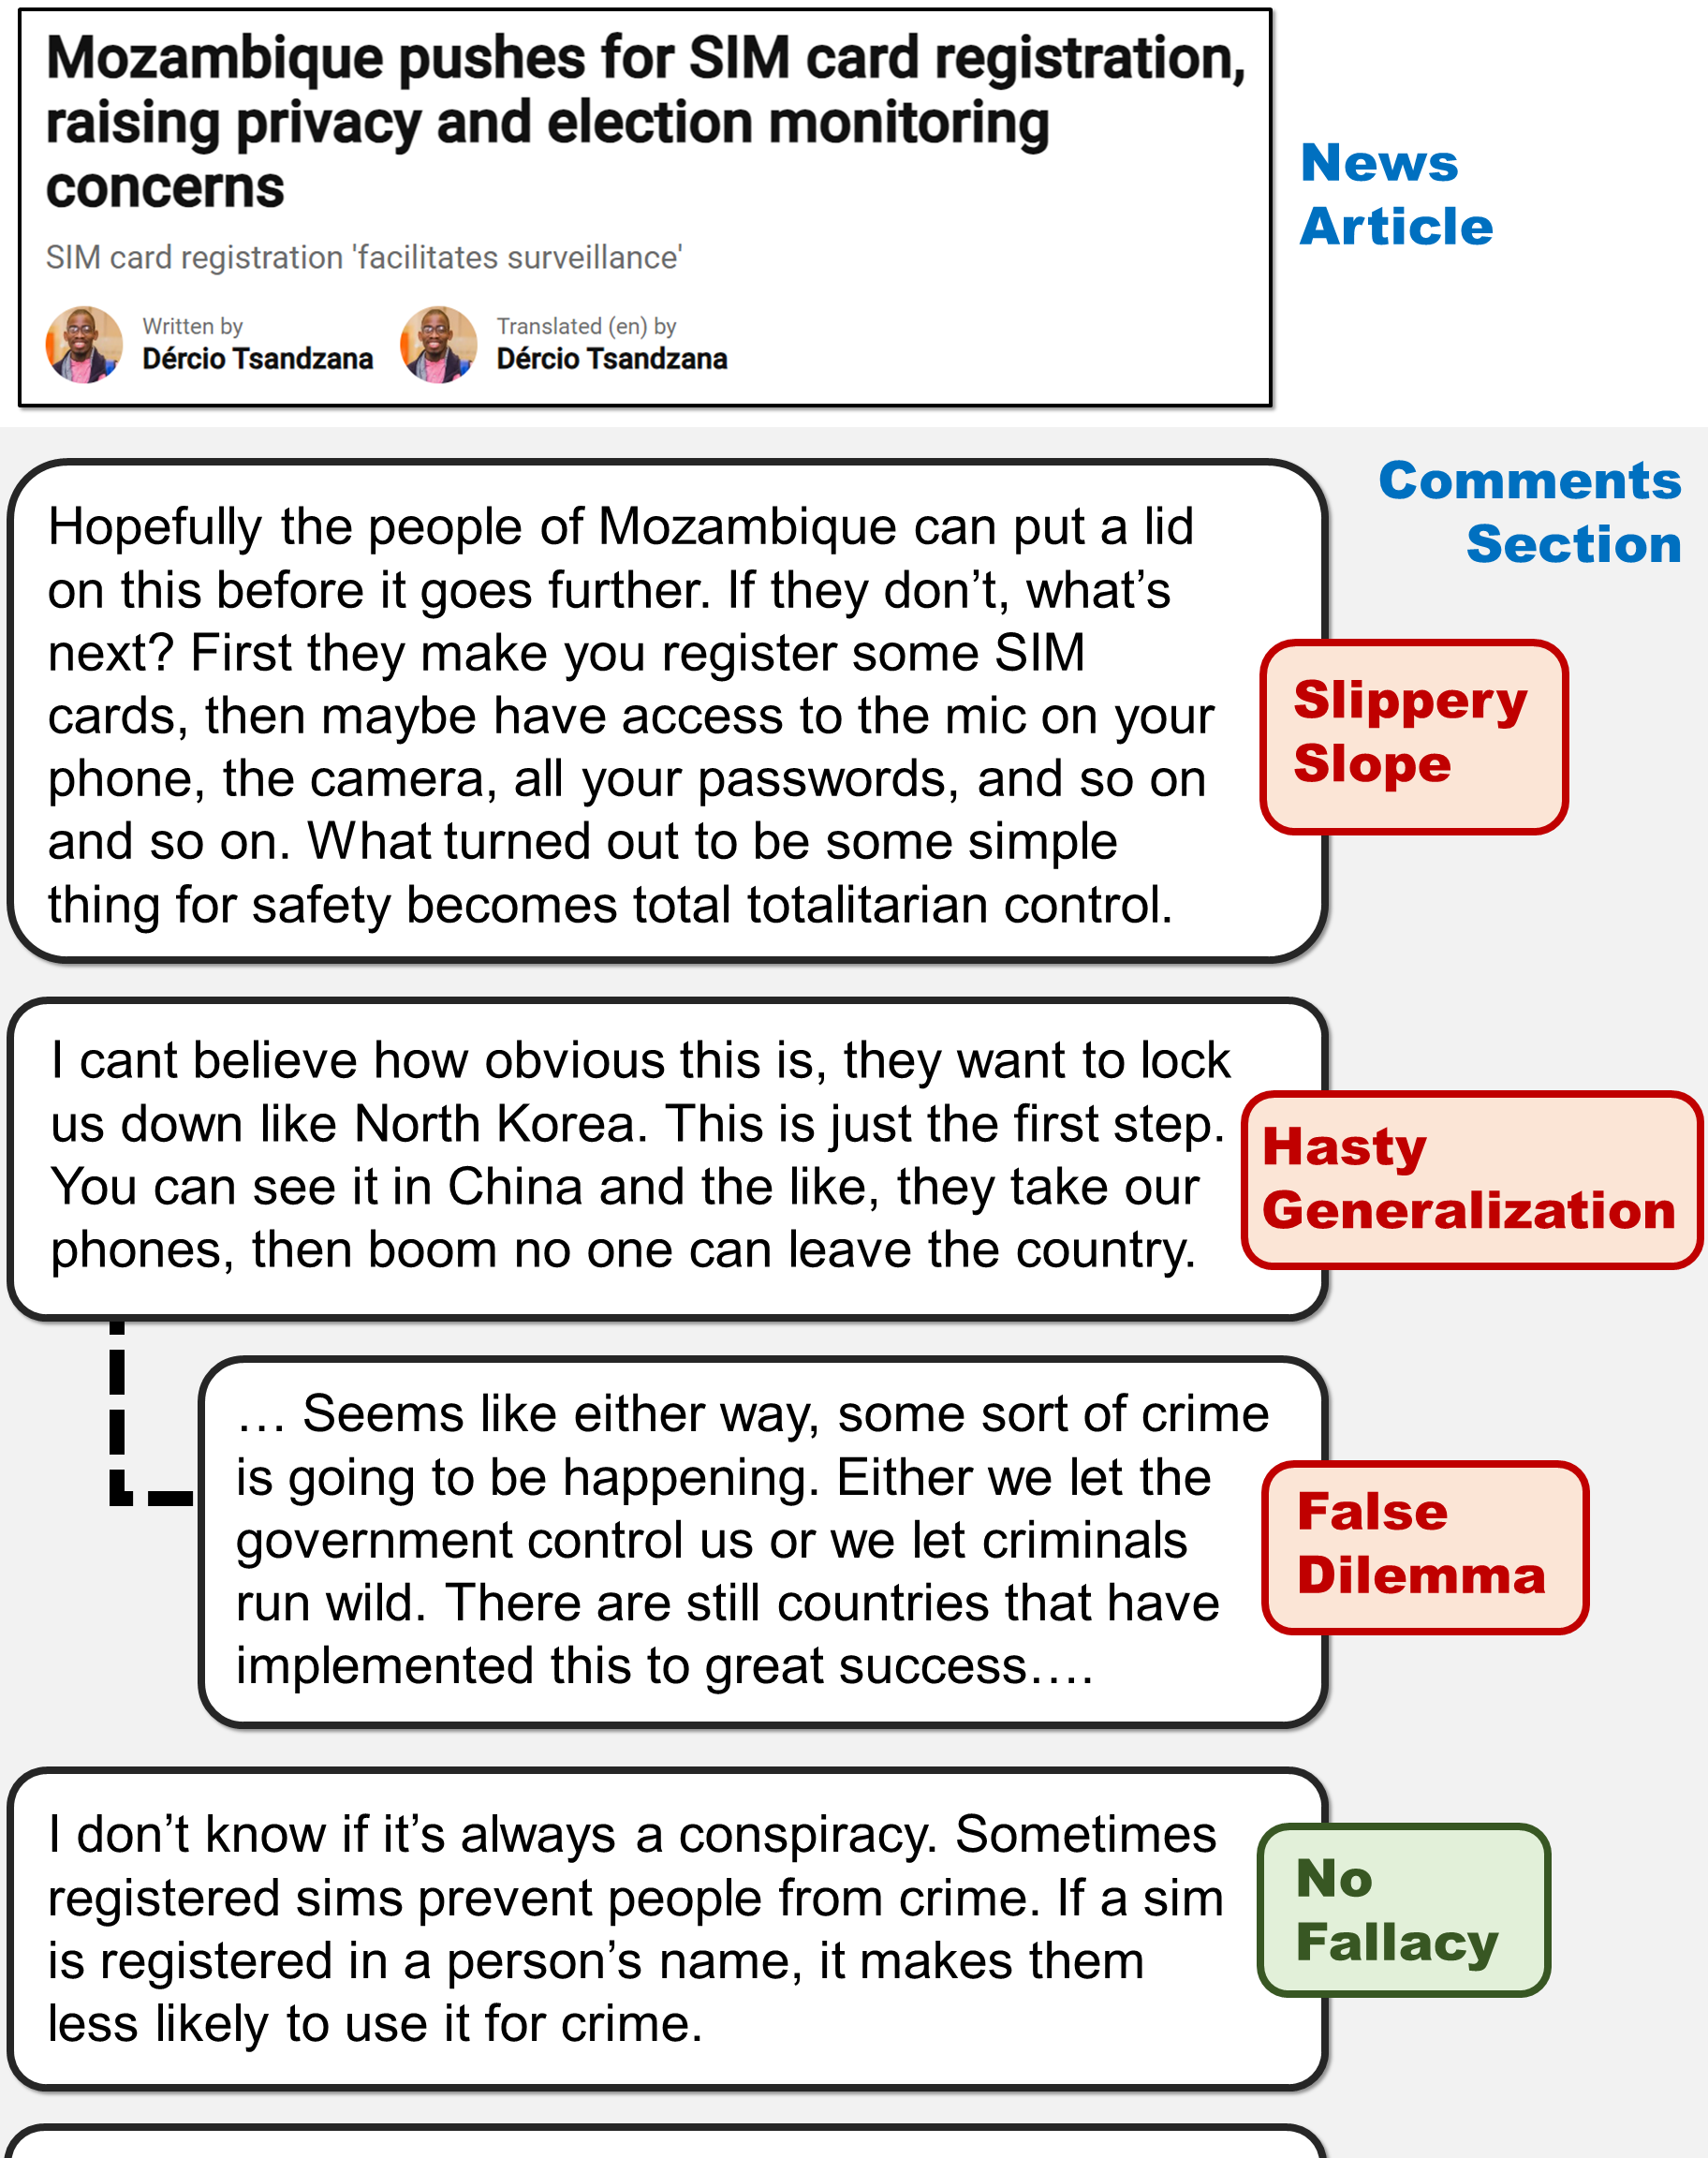 Mozambique pushes for SIM card registration,
raising privacy and election monitoring
concerns
SIM card registration 'facilitates surveillance'
Written by
Dércio Tsandzana
Translated (en) by
Dércio Tsandzana
News
Article
Comments
Section
Hopefully the people of Mozambique can put a lid
on this before it goes further. If they don’t, what’s
next? First they make you register some SIM
cards, then maybe have access to the mic on your
phone, the camera, all your passwords, and so on
and so on. What turned out to be some simple
thing for safety becomes total totalitarian control.
Slippery
Slope
I cant believe how obvious this is, they want to lock
us down like North Korea. This is just the first step.
You can see it in China and the like, they take our
phones, then boom no one can leave the country.
Hasty
Generalization
… Seems like either way, some sort of crime
is going to be happening. Either we let the
government control us or we let criminals
run wild. There are still countries that have
implemented this to great success….
False
Dilemma
I don’t know if it’s always a conspiracy. Sometimes
registered sims prevent people from crime. If a sim
is registered in a person’s name, it makes them
less likely to use it for crime.
No
Fallacy